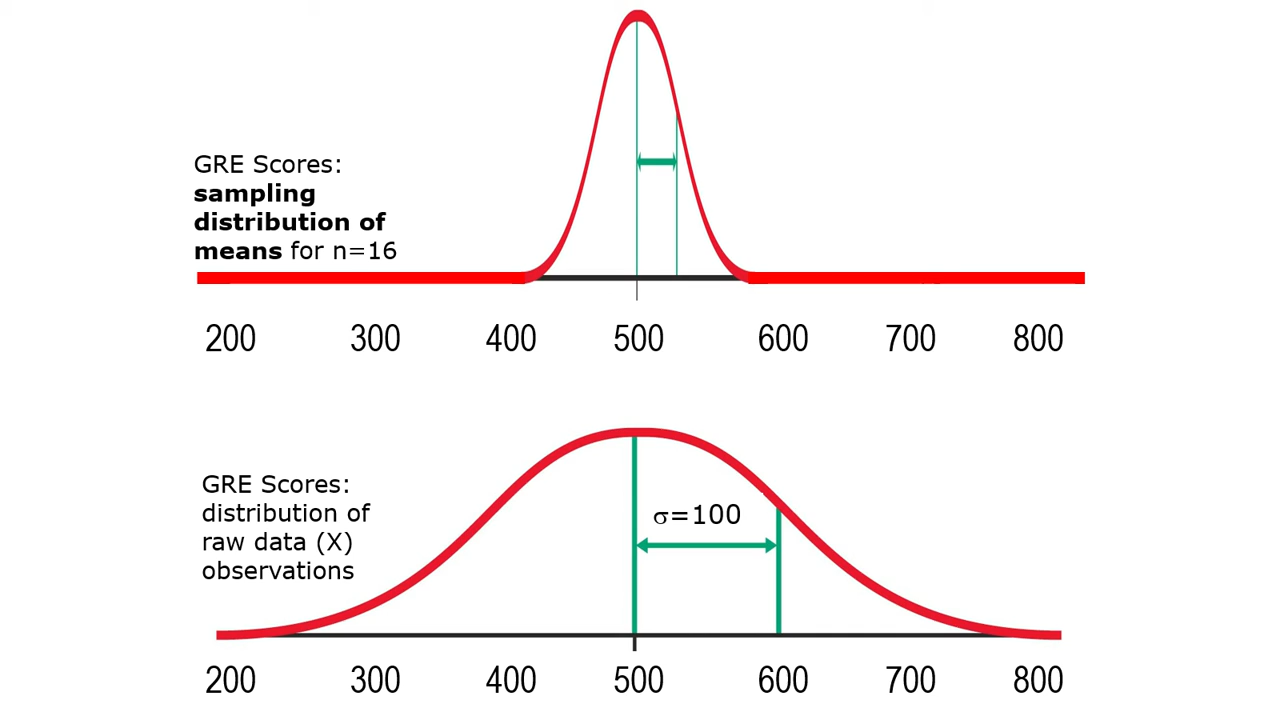 GRE Scores:
sampling
distribution of
means for n=16
200 300 400 500 600 700 800
GRE Scores:
distribution of
raw data (X)
observations
σ=100
200 300 400 500 600 700 800